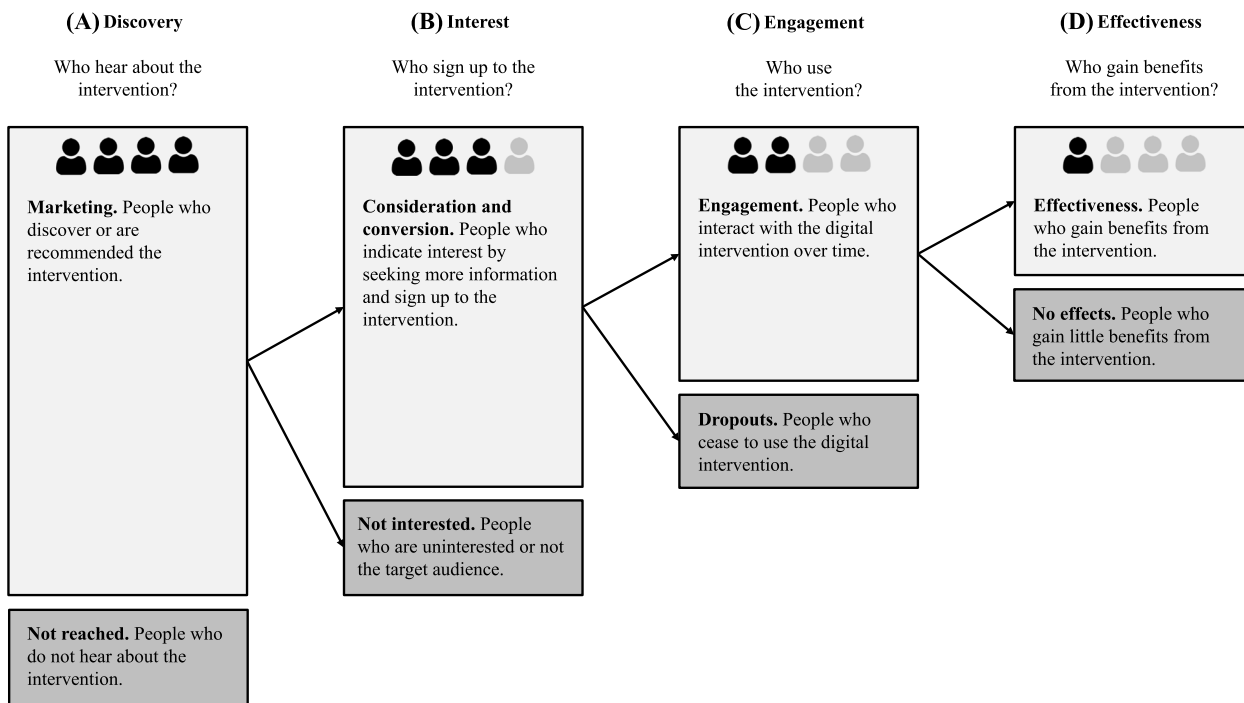 (A) Discovery
Who hear about the
intervention?
Marketing. People who
discover or are
recommended the
intervention.
Not reached. People who
do not hear about the
intervention.
(B) Interest
Who sign up to the
intervention?
Consideration and
conversion. People who
indicate interest by
seeking more information
and sign up to the
intervention.
Not interested. People
who are uninterested or not
the target audience.
(C) Engagement
Who use
the intervention?
Engagement. People who
interact with the digital
intervention over time.
Dropouts. People who
cease to use the digital
intervention.
(D) Effectiveness
Who gain benefits
from the intervention?
Effectiveness. People
who gain benefits from
the intervention.
No effects. People who
gain little benefits from
the intervention.